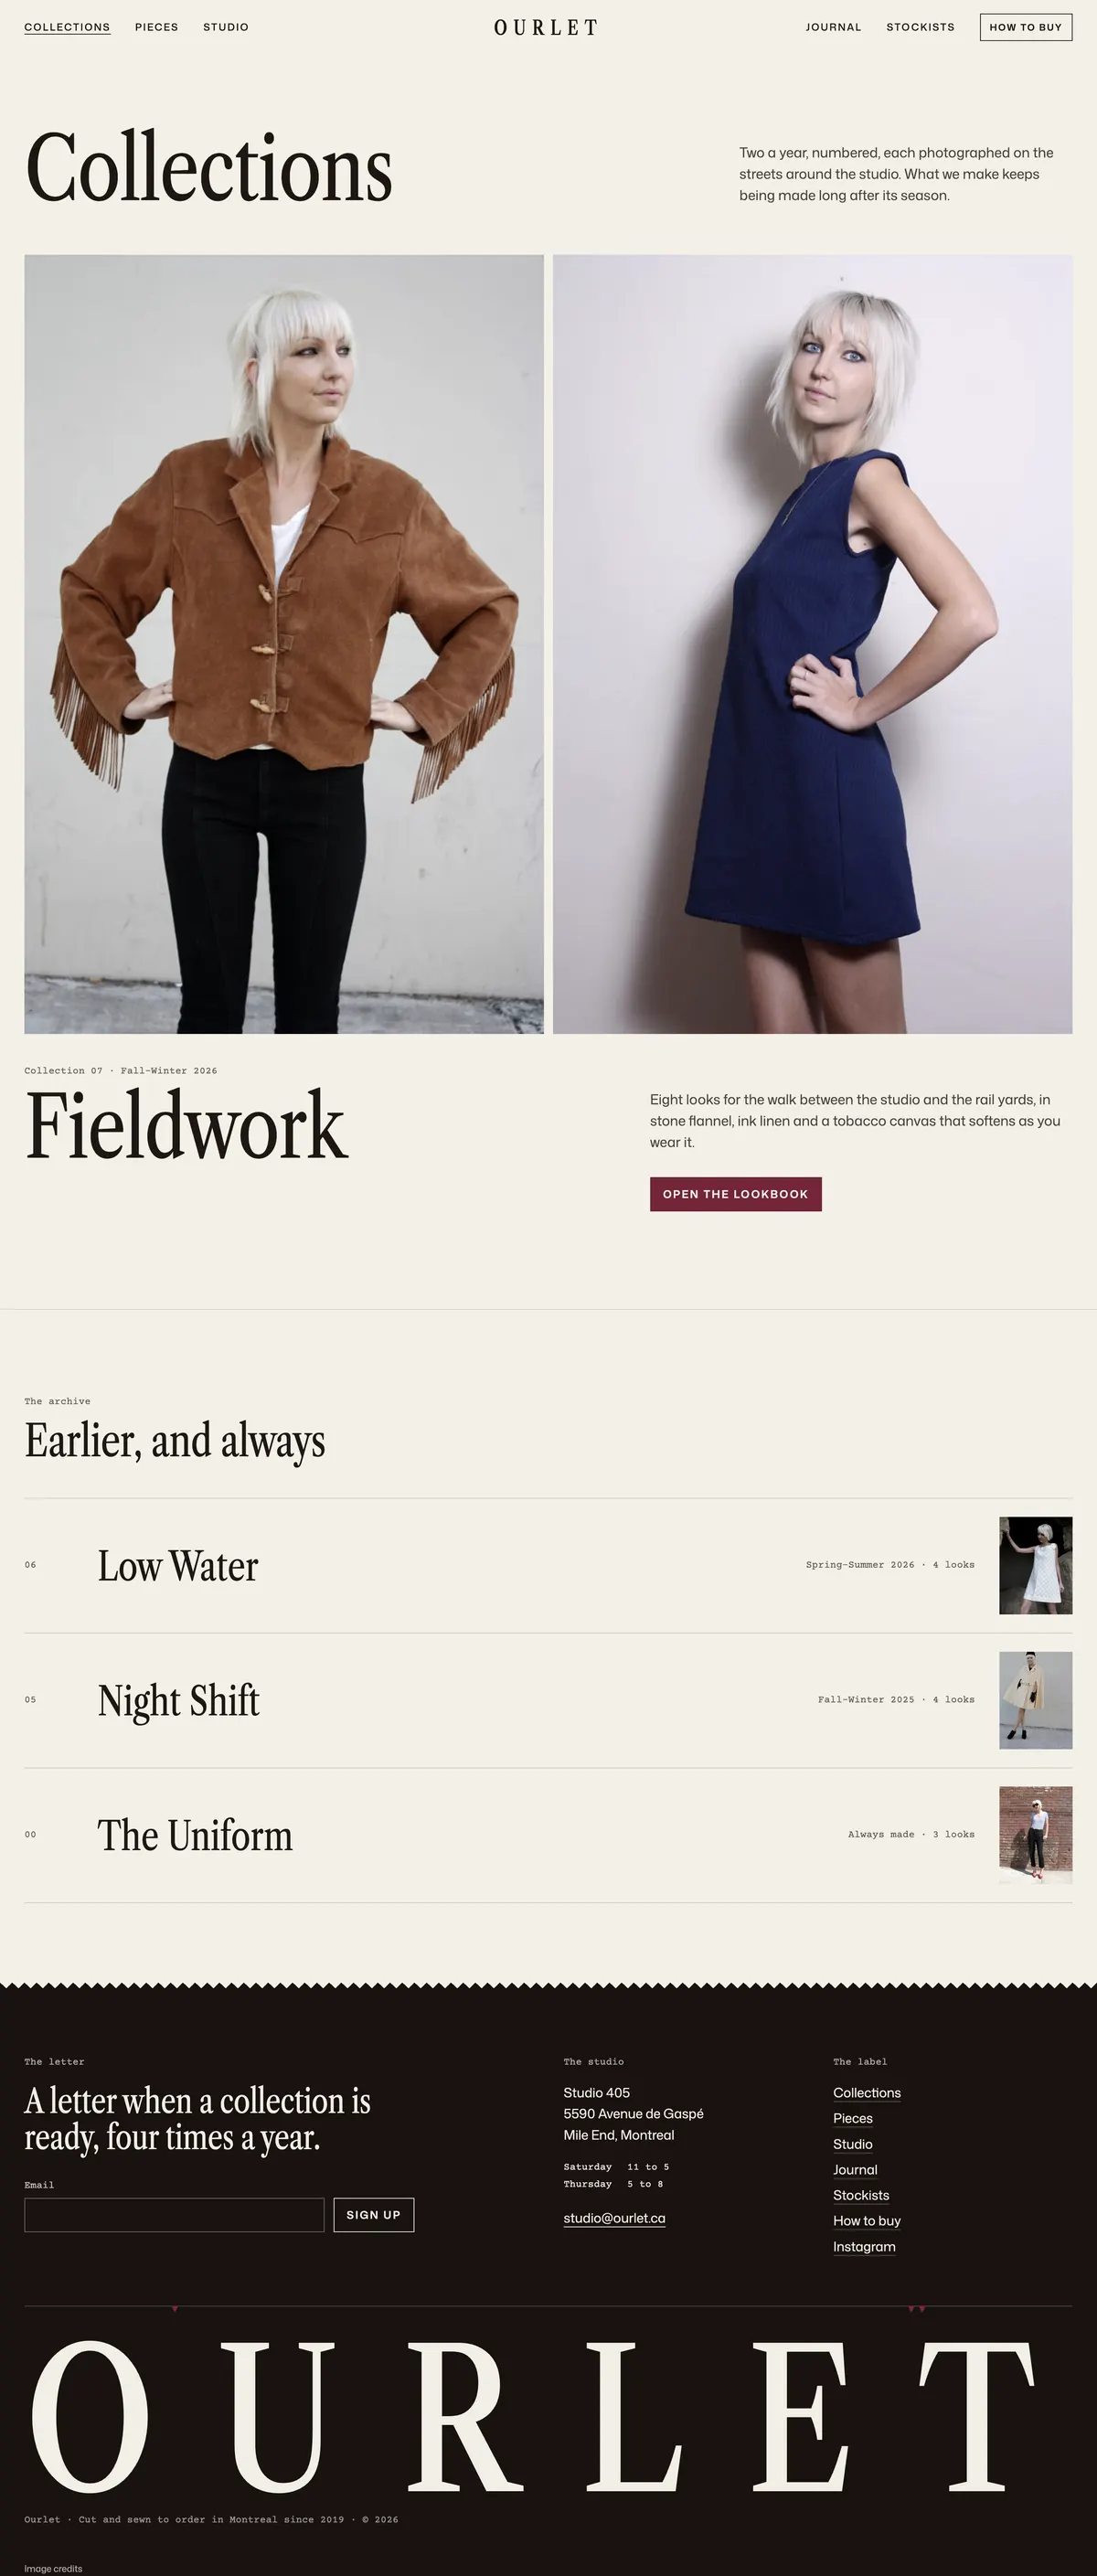 COLLECTIONS PIECES STUDIO OURLET JOURNAL STOCKISTS HOW TO BUY
Collections
Two a year, numbered, each photographed on the
streets around the studio. What we make keeps
being made long after its season.
Collection 07 · Fall-Winter 2026
Fieldwork
Eight looks for the walk between the studio and the rail yards, in
stone flannel, ink linen and a tobacco canvas that softens as you
wear it.
OPEN THE LOOKBOOK
The archive
Earlier, and always
06 Low Water Spring-Summer 2026 · 4 looks
05 Night Shift Fall-Winter 2025 · 4 looks
00 The Uniform Always made · 3 looks
The letter
A letter when a collection is
ready, four times a year.
Email
SIGN UP
The studio
Studio 405
5590 Avenue de Gaspé
Mile End, Montreal
Saturday 11 to 5
Thursday 5 to 8
studio@ourlet.ca
The label
Collections
Pieces
Studio
Journal
Stockists
How to buy
Instagram
OURLET
Ourlet · Cut and sewn to order in Montreal since 2019 · © 2026
Image credits